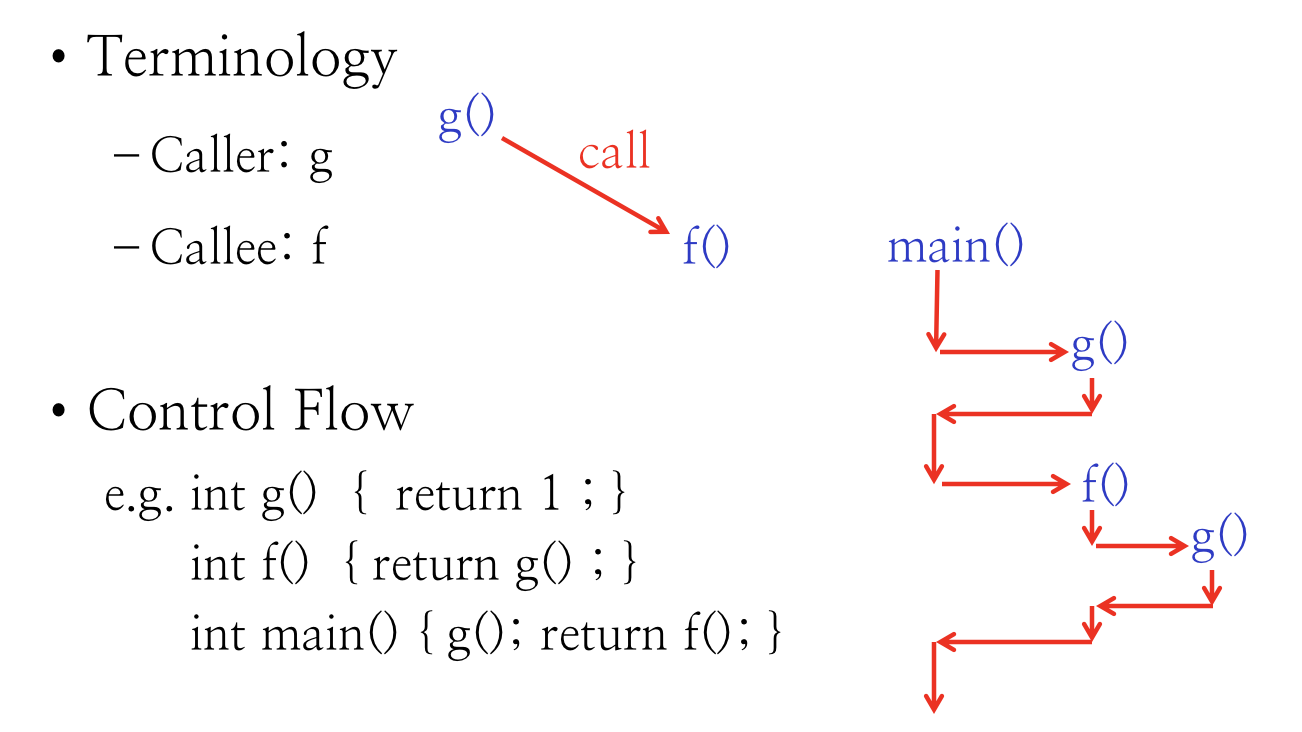 • Terminology
– Caller: g
– Callee: f
g()
call
f()
• Control Flow
e.g. int g() { return 1 ; }
int f() { return g() ; }
int main() { g(); return f(); }
main()
g()
f()
g()